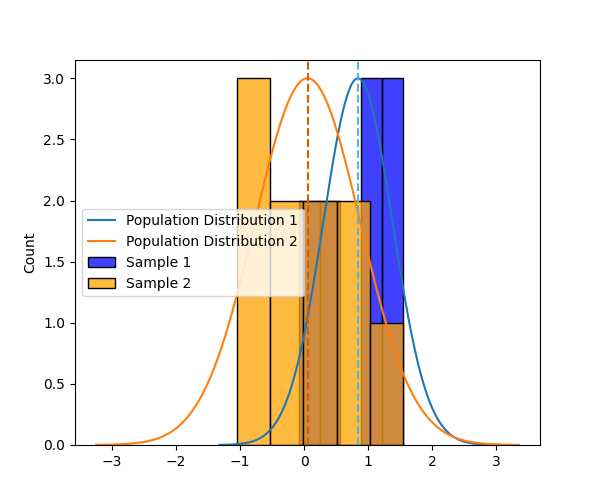 3.0
2.5
2.0
1.5
1.0
0.5
0.0
Count
Population Distribution 1
Population Distribution 2
Sample 1
Sample 2
−3 −2 −1 0 1 2 3